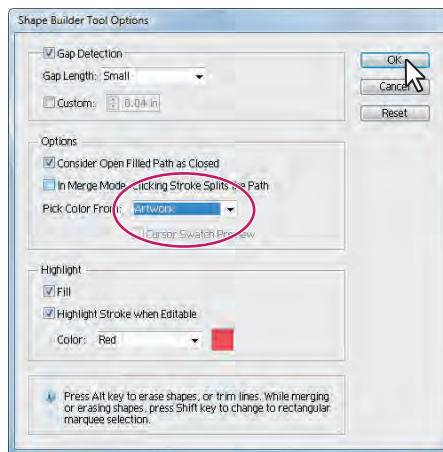 Shape Builder Tool Options
Gap Detection
Gap Length: Small
Custom: 0.04 in
OK
Cancel
Reset
Options
Consider Open Filled Path as Closed
In Merge Mode, Clicking Stroke Splits the Path
Pick Color From: Artwork
Cursor Swatch Preview
Highlight
Fill
Highlight Stroke when Editable
Color: Red
Press Alt key to erase shapes, or trim lines. While merging
or erasing shapes, press Shift key to change to rectangular
marquee selection.